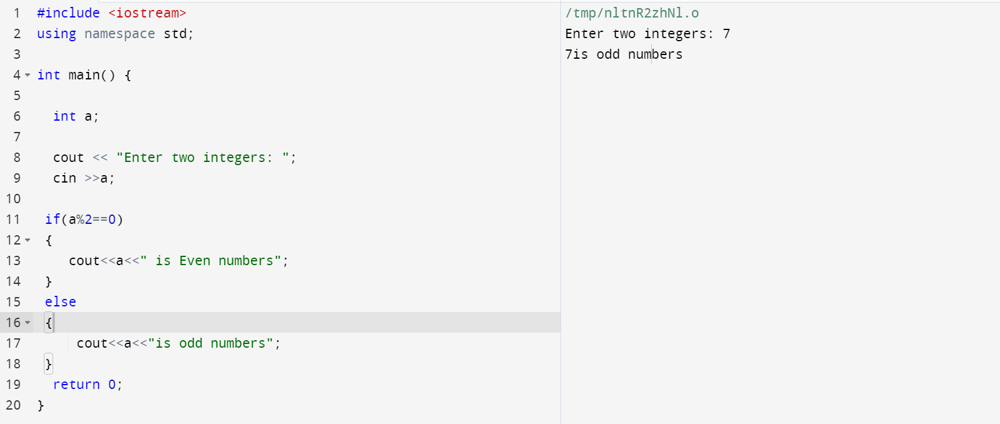 1 #include <iostream>
2 using namespace std;
3
4 int main() {
5
6 int a;
7
8 cout << "Enter two integers: ";
9 cin >>a;
10
11 if(a%2==0)
12 {
13 cout<<a<<" is Even numbers";
14 }
15 else
16 {
17 cout<<a<<"is odd numbers";
18 }
19 return 0;
20 }
/tmp/nltnR2zhNl.o
Enter two integers: 7
7is odd numbers